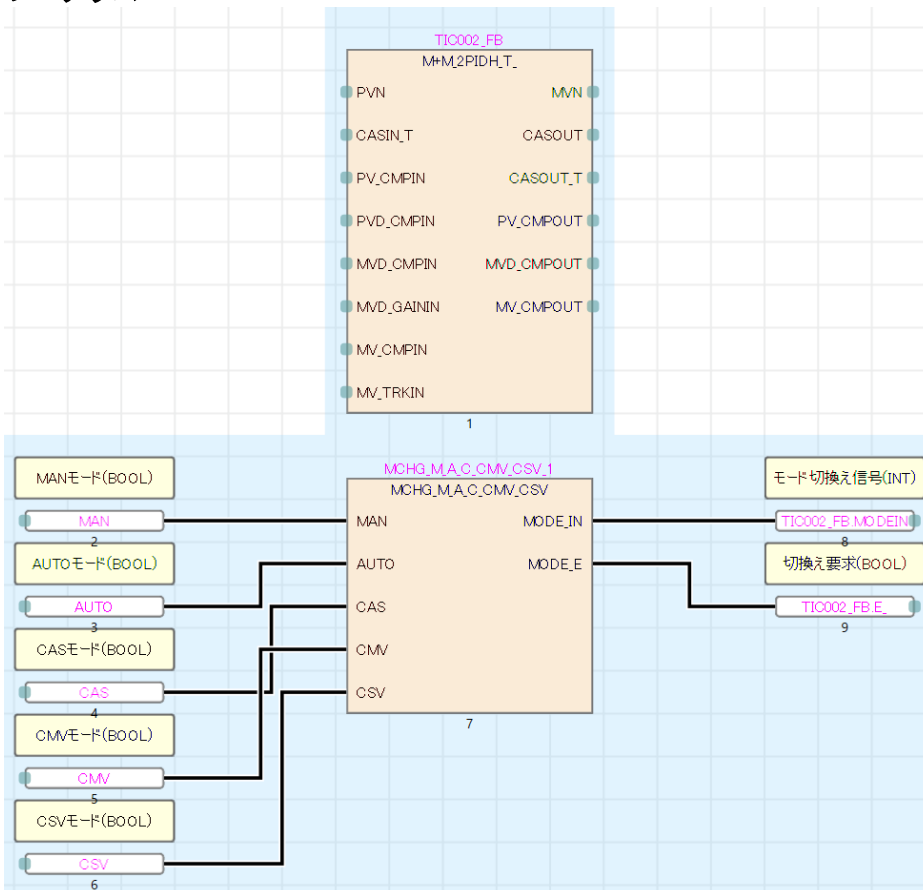 TIC002_FB
M+M_2PIDH_T_
PVN
MVN
CASIN_T
CASOUT
PV_CMPIN
CASOUT_T
PVD_CMPIN
PV_CMPOUT
MVD_CMPIN
MVD_CMPOUT
MVD_GAININ
MV_CMPOUT
MV_CMPIN
MV_TRKIN
1
MANモード(BOOL)
MAN
2
AUTOモード(BOOL)
AUTO
3
CASモード(BOOL)
CAS
4
CMVモード(BOOL)
CMV
5
CSVモード(BOOL)
CSV
6
MCHG_M_A_C_CMV_CSV_1
MCHG_M_A_C_CMV_CSV
MAN
MODE_IN
AUTO
MODE_E
CAS
CMV
CSV
7
モード切換え信号(INT)
TIC002_FB.MODEIN
8
切換え要求(BOOL)
TIC002_FB.E_
9